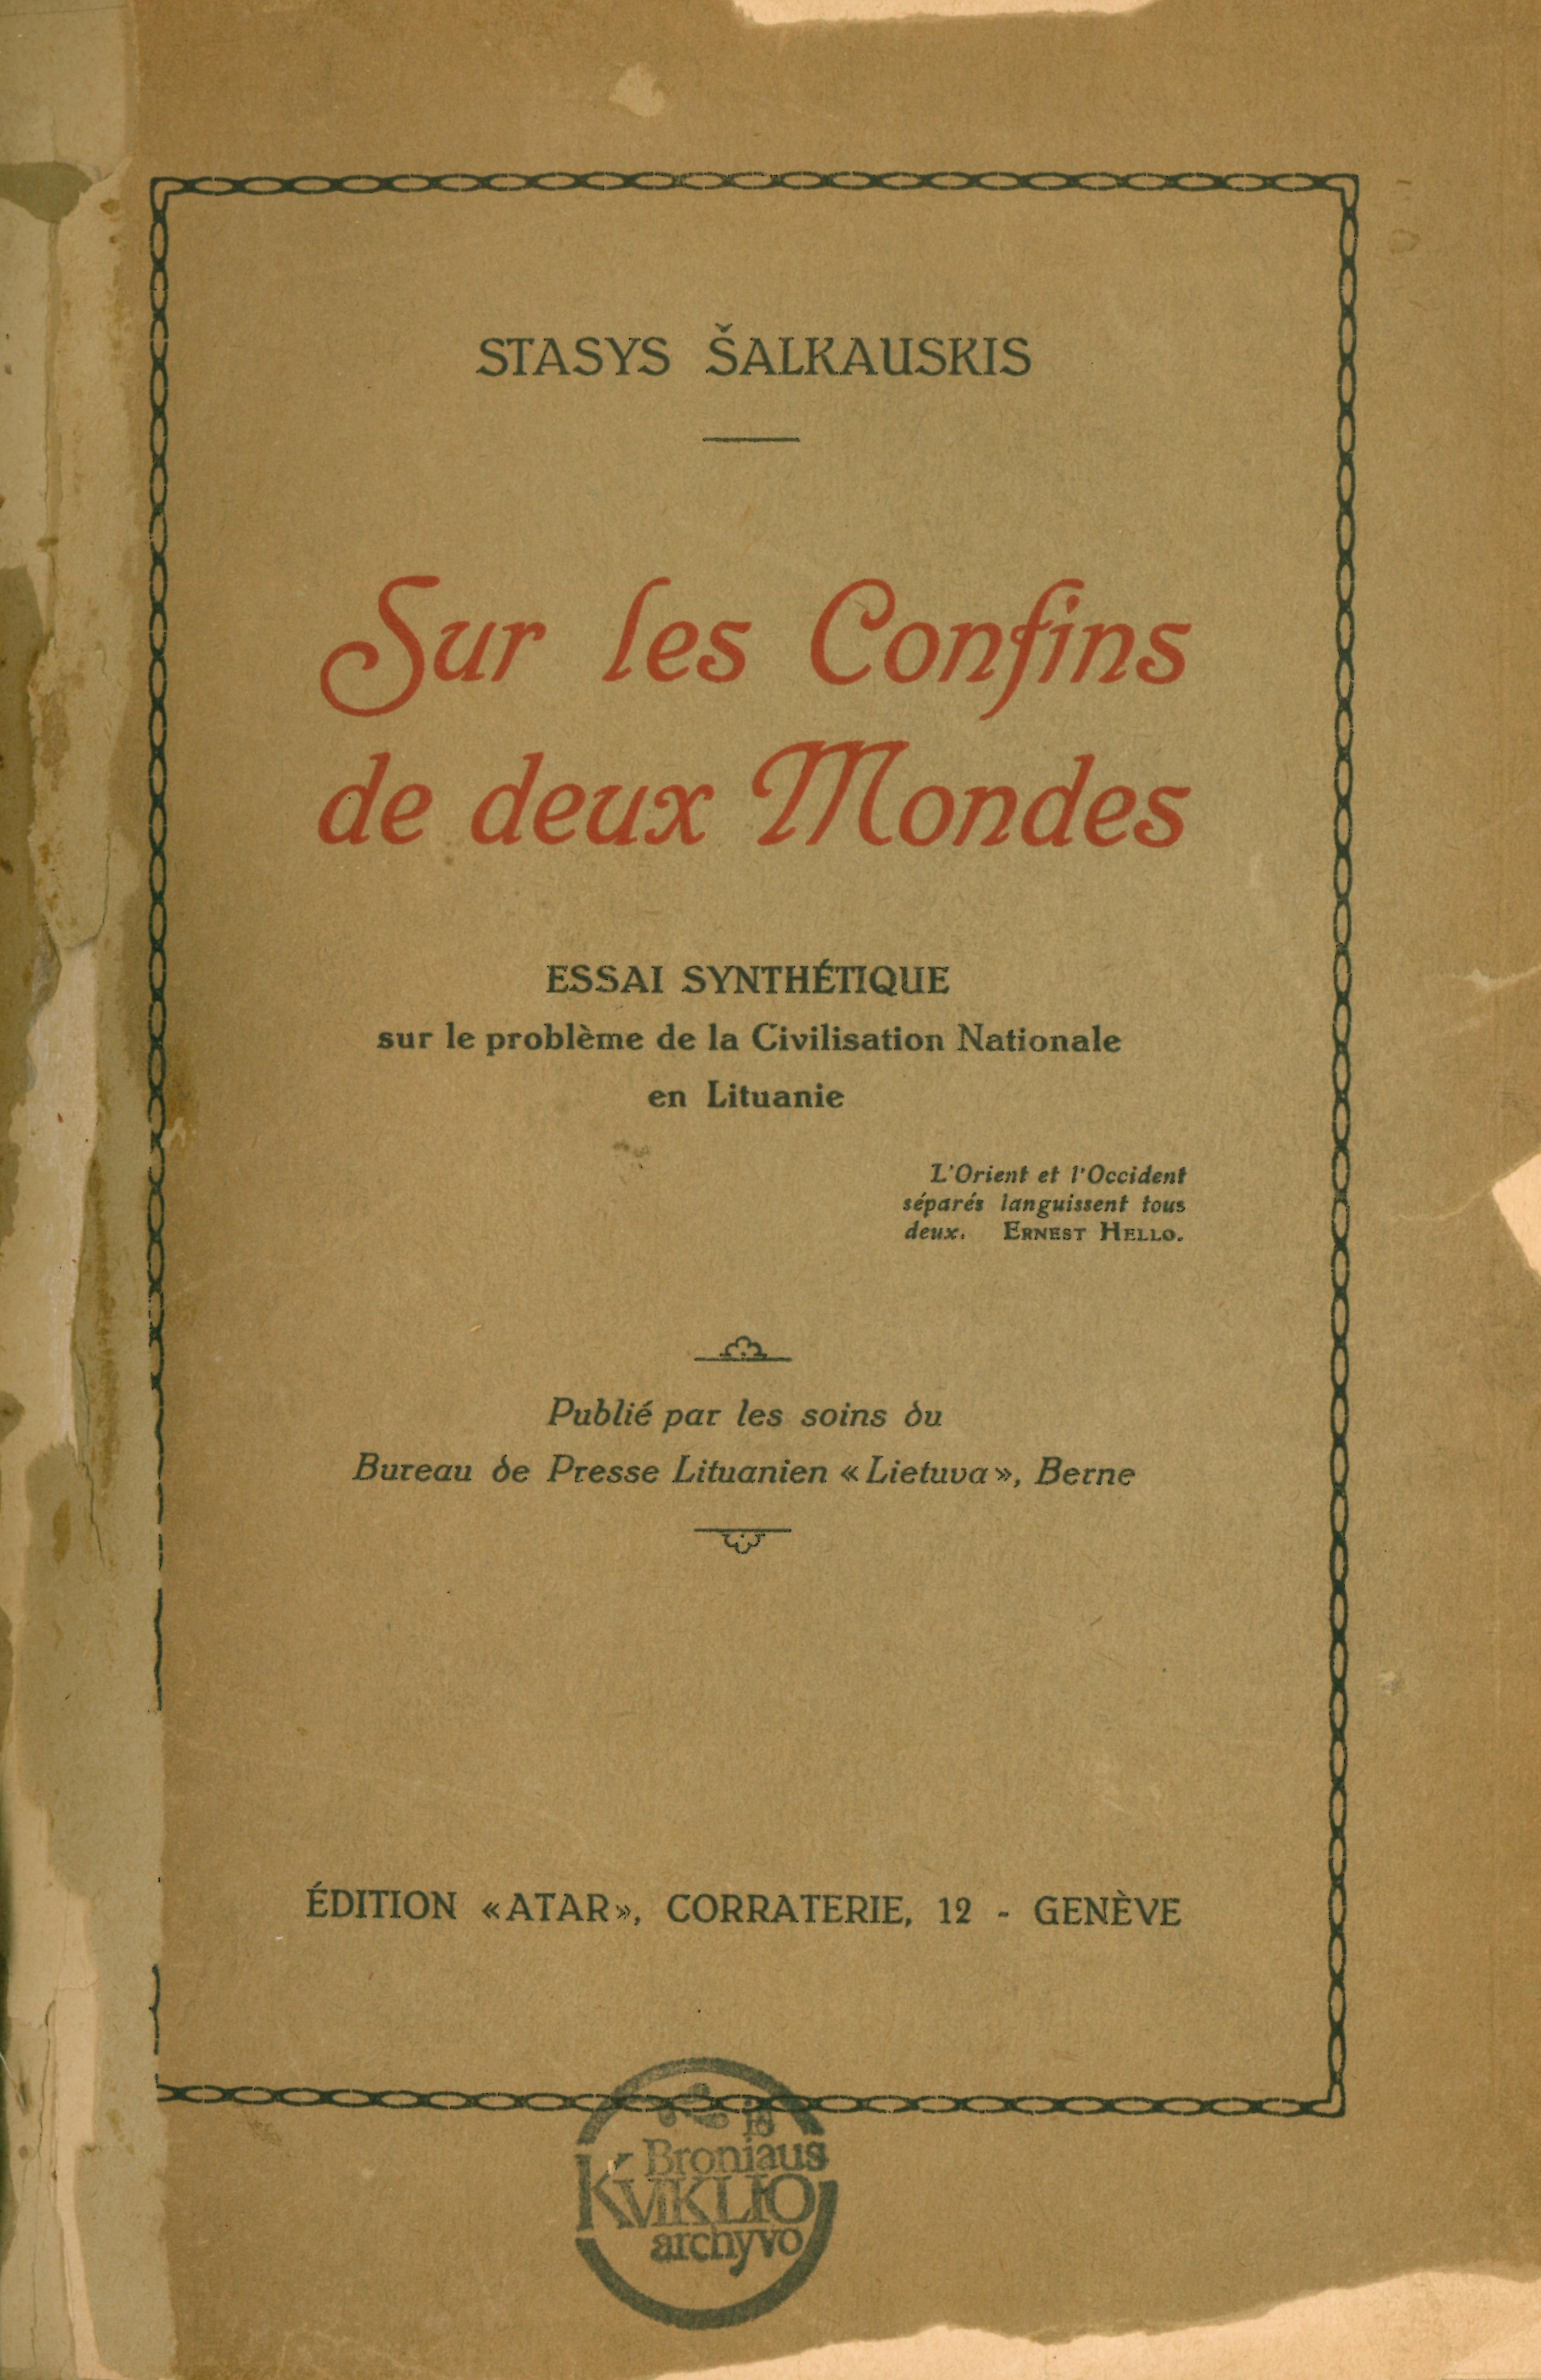 STASYS ŠALKAUSKIS
Sur les Confins
de deux Mondes
ESSAI SYNTHÉTIQUE
sur le problème de la Civilisation Nationale
en Lituanie
L'Orient et l'Occident
séparés languissent tous
deux. ERNEST HELLO.
Publié par les soins du
Bureau de Presse Lituanien « Lietuva », Berne
ÉDITION «ATAR», CORRATERIE, 12 - GENÈVE
Iš
Broniaus
KVIKLIO
archyvo